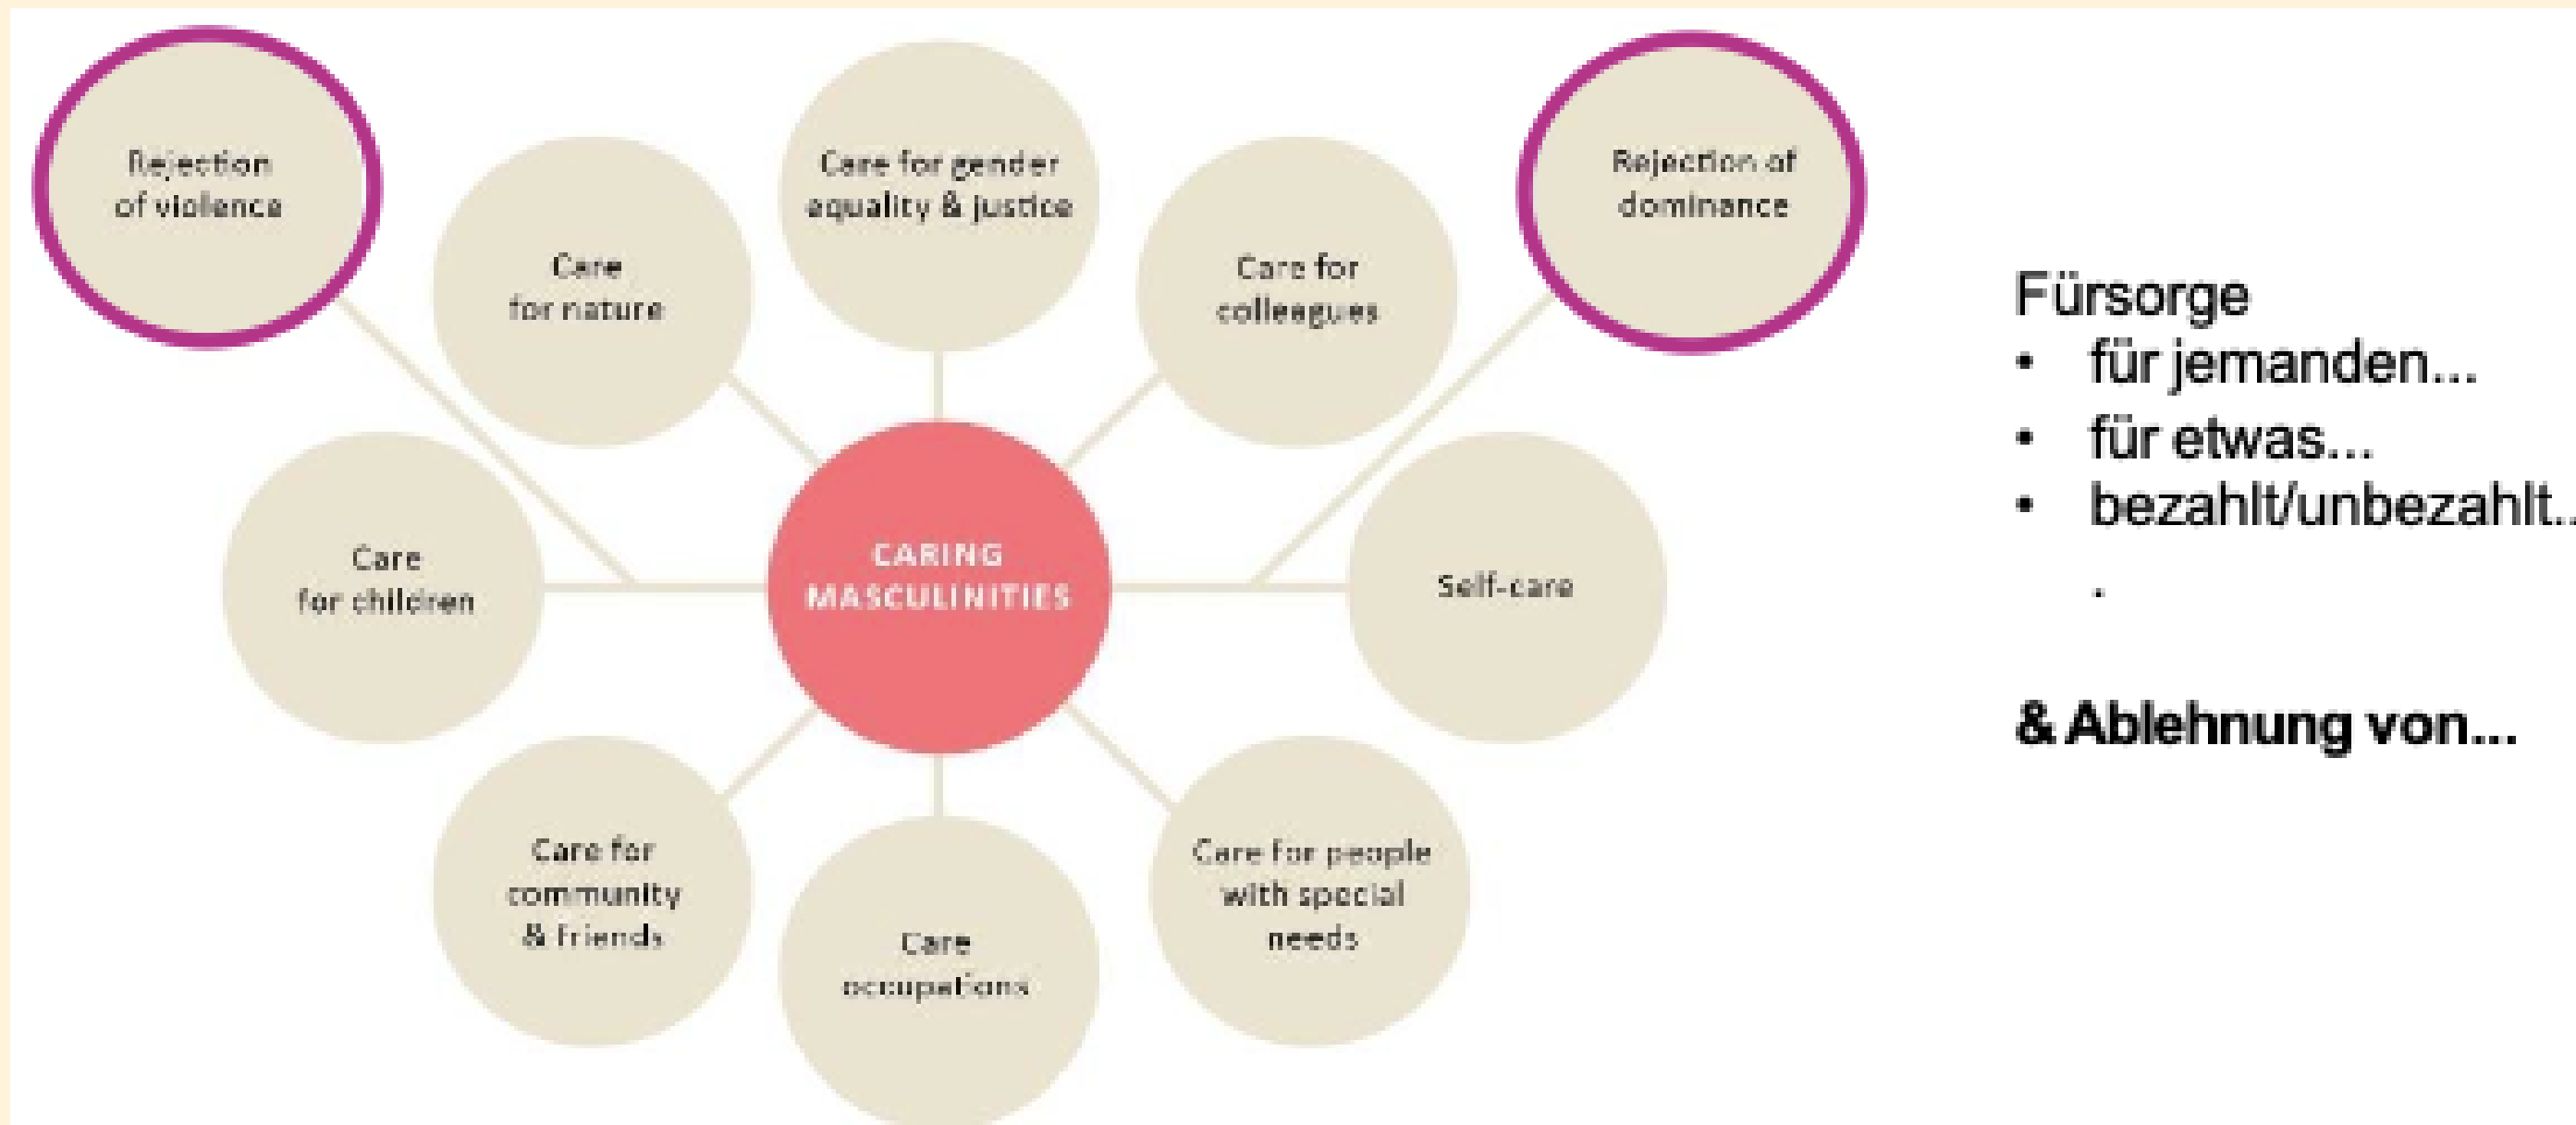 Rejection
of violence
Care
for nature
Care for gender
equality & justice
Care for
colleagues
Rejection of
dominance
Care
for children
CARING
MASCULINITIES
Self-care
Care for
community
& friends
Care
occupations
Care for people
with special
needs
Fürsorge
• für jemanden...
• für etwas...
• bezahlt/unbezahlt..
.
& Ablehnung von...